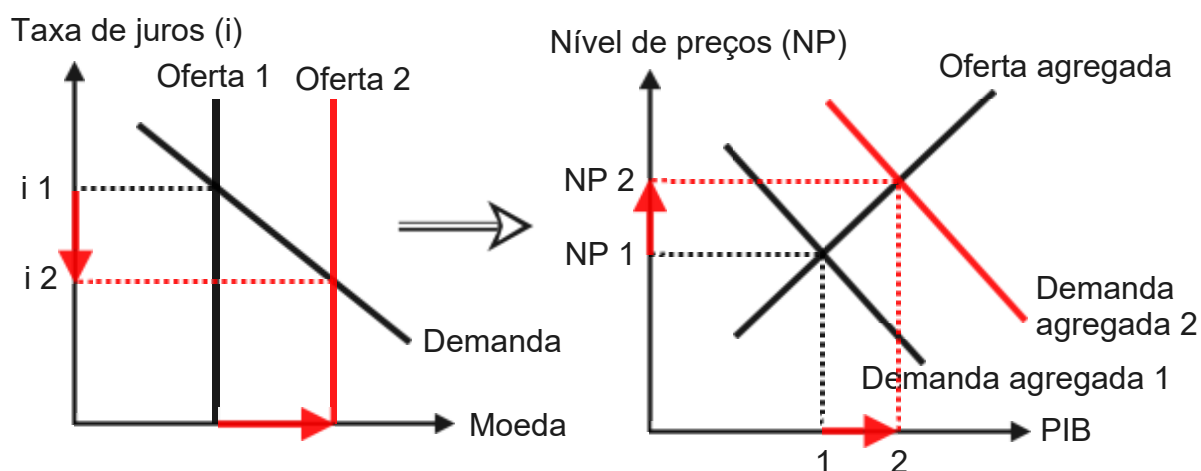 Taxa de juros (i)
Oferta 1
Oferta 2
i 1
i 2
Demanda
Moeda
Nível de preços (NP)
Oferta agregada
NP 2
NP 1
Demanda
agregada 2
Demanda agregada 1
PIB
1
2